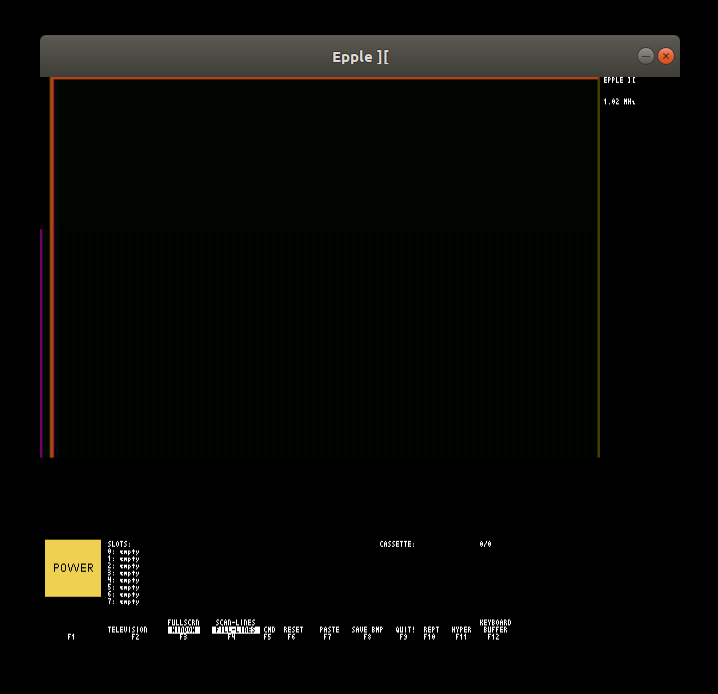 Epple ][
EPPLE ][
1.02 MHz
POWER
SLOTS:
0: empty
1: empty
2: empty
3: empty
4: empty
5: empty
6: empty
7: empty
CASSETTE: 0/0
FULLSCRN SCAN-LINES KEYBOARD
TELEVISION WINDOW FILL-LINES CMD RESET PASTE SAVE BMP QUIT! REPT HYPER BUFFER
F1 F2 F3 F4 F5 F6 F7 F8 F9 F10 F11 F12